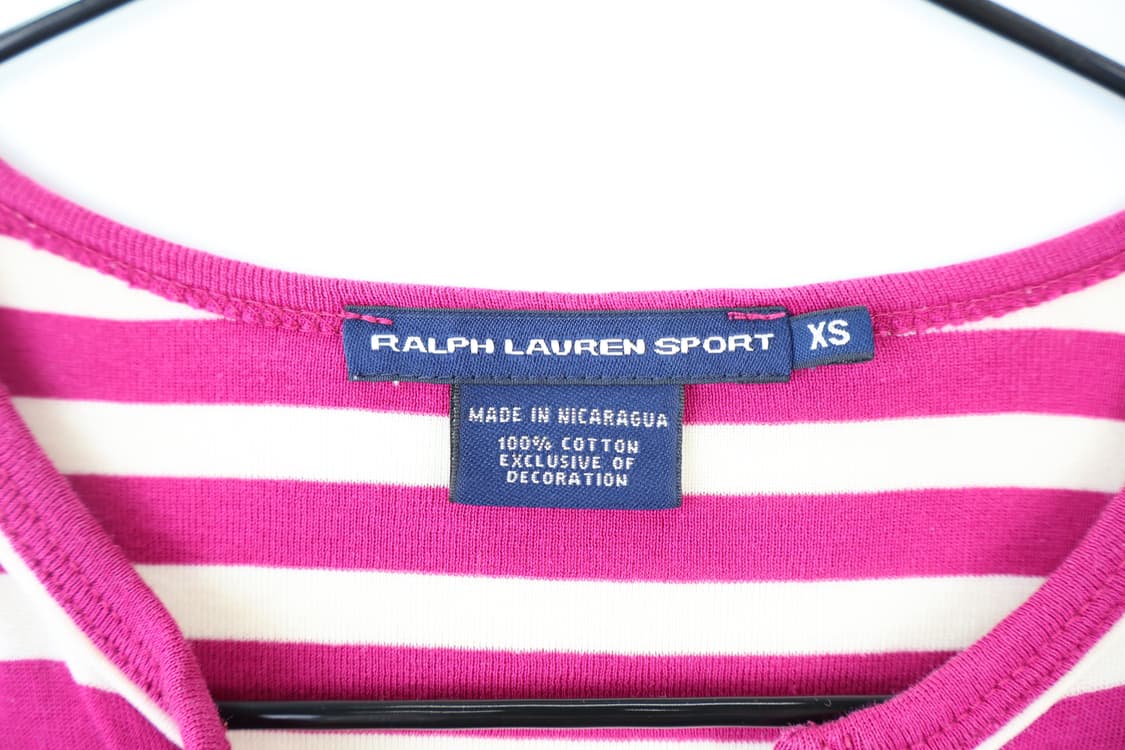 RALPH LAUREN SPORT
XS
MADE IN NICARAGUA
100% COTTON
EXCLUSIVE OF
DECORATION